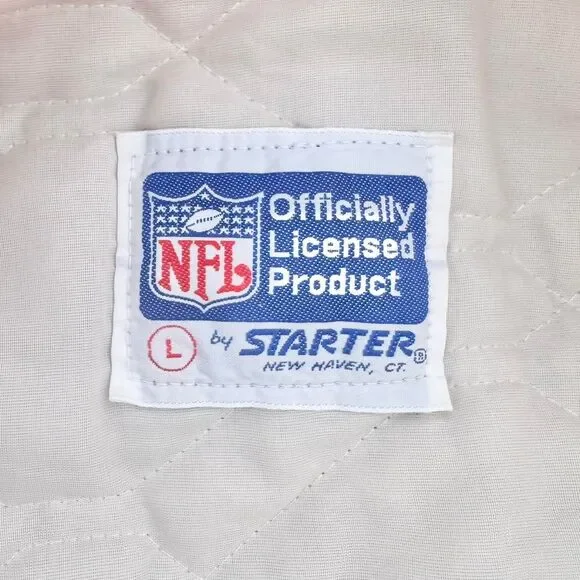 NFL
Officially
Licensed
Product
L by STARTER®
NEW HAVEN, CT.